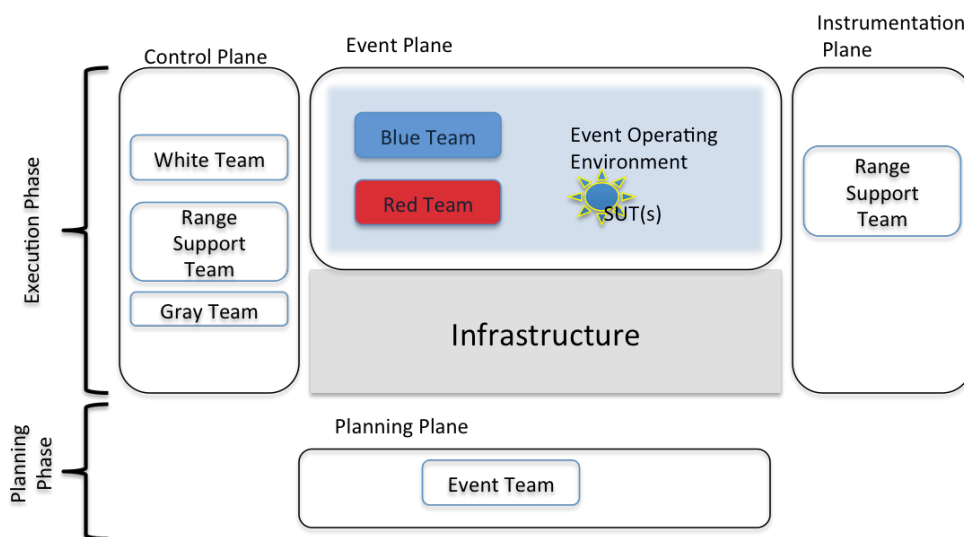 Control Plane
Event Plane
Instrumentation
Plane
Execution Phase
White Team
Range
Support
Team
Gray Team
Blue Team
Red Team
Event Operating
Environment
SUT(s)
Range
Support
Team
Infrastructure
Planning
Phase
Planning Plane
Event Team